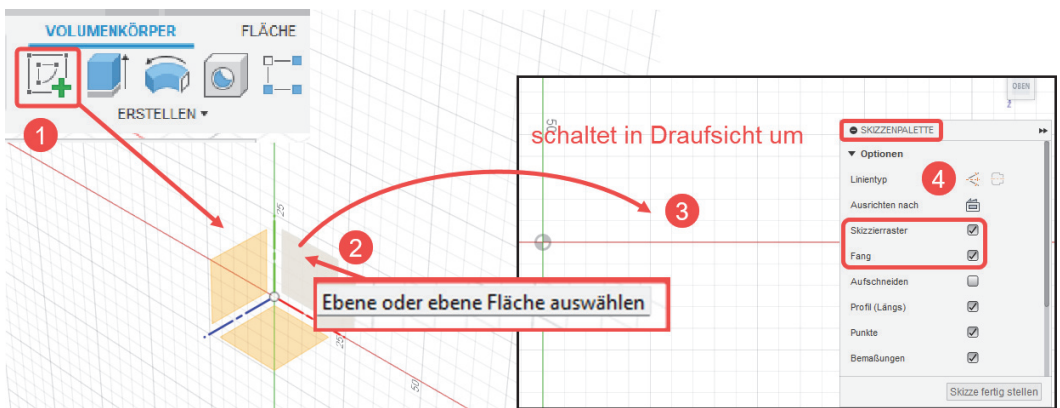 VOLUMENKÖRPER FLÄCHE
ERSTELLEN ▾
1
25
2
Ebene oder ebene Fläche auswählen
25
50
50
schaltet in Draufsicht um
3
OBEN
Z
SKIZZENPALETTE
Optionen
Linientyp
4
Ausrichten nach
Skizzierraster
Fang
Aufschneiden
Profil (Längs)
Punkte
Bemaßungen
Skizze fertig stellen